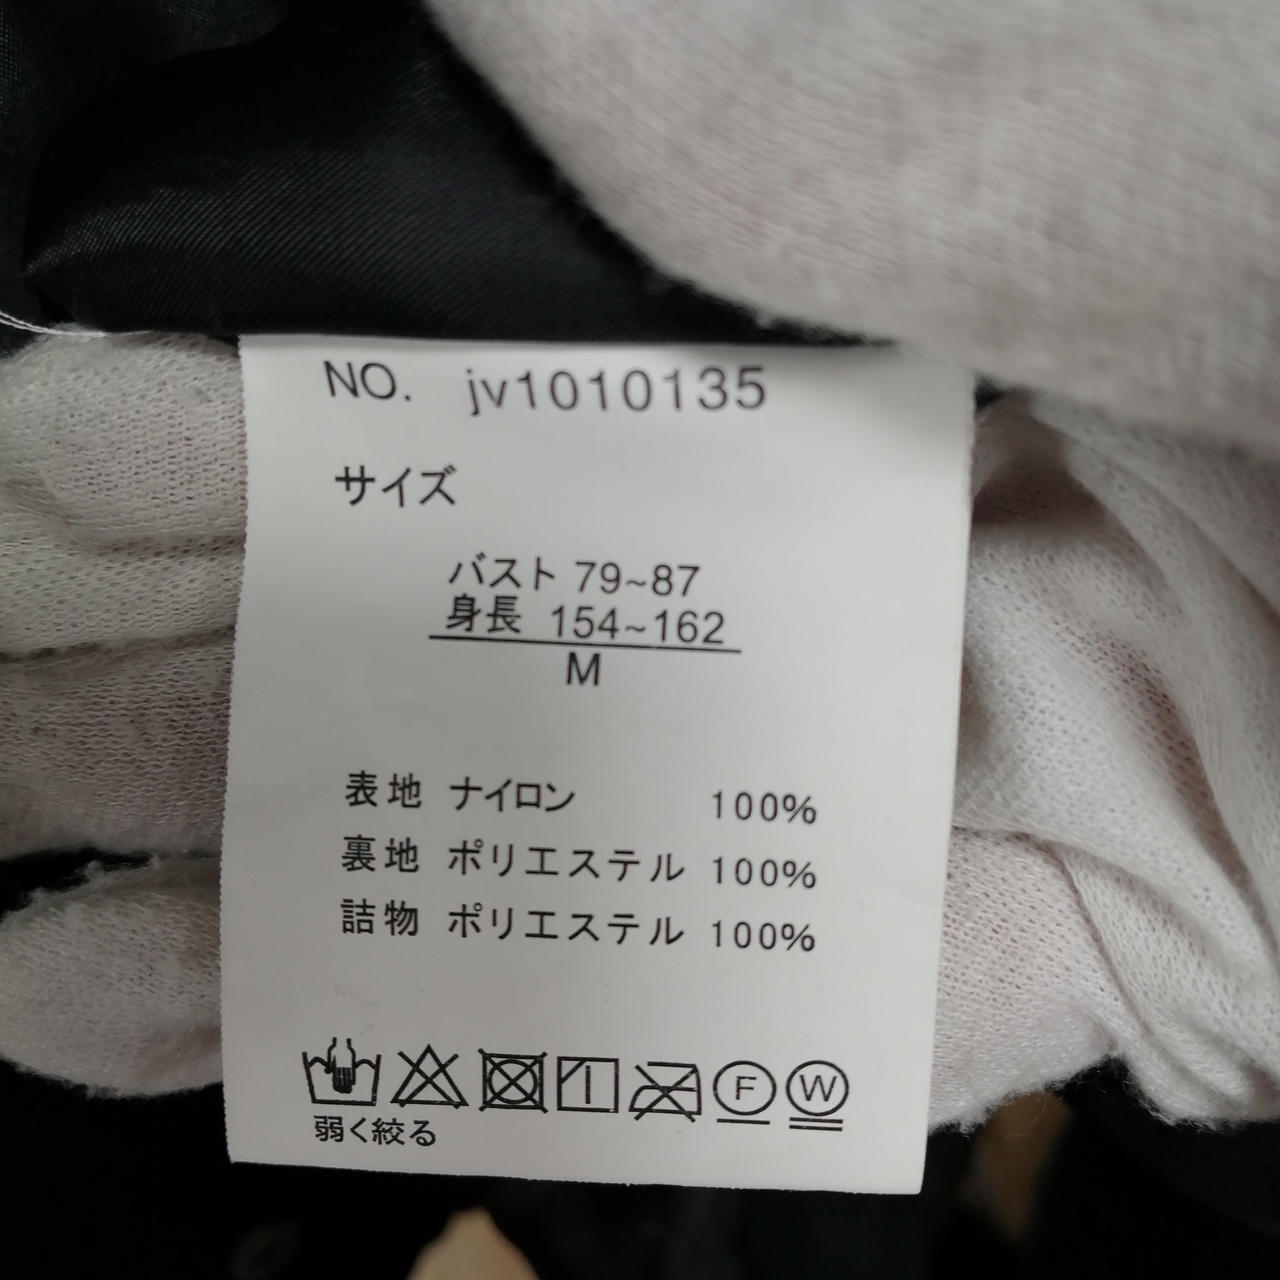 NO. jv1010135
サイズ
バスト 79~87
身長 154~162
M
表地 ナイロン 100%
裏地 ポリエステル 100%
詰物 ポリエステル 100%
F W
弱く絞る